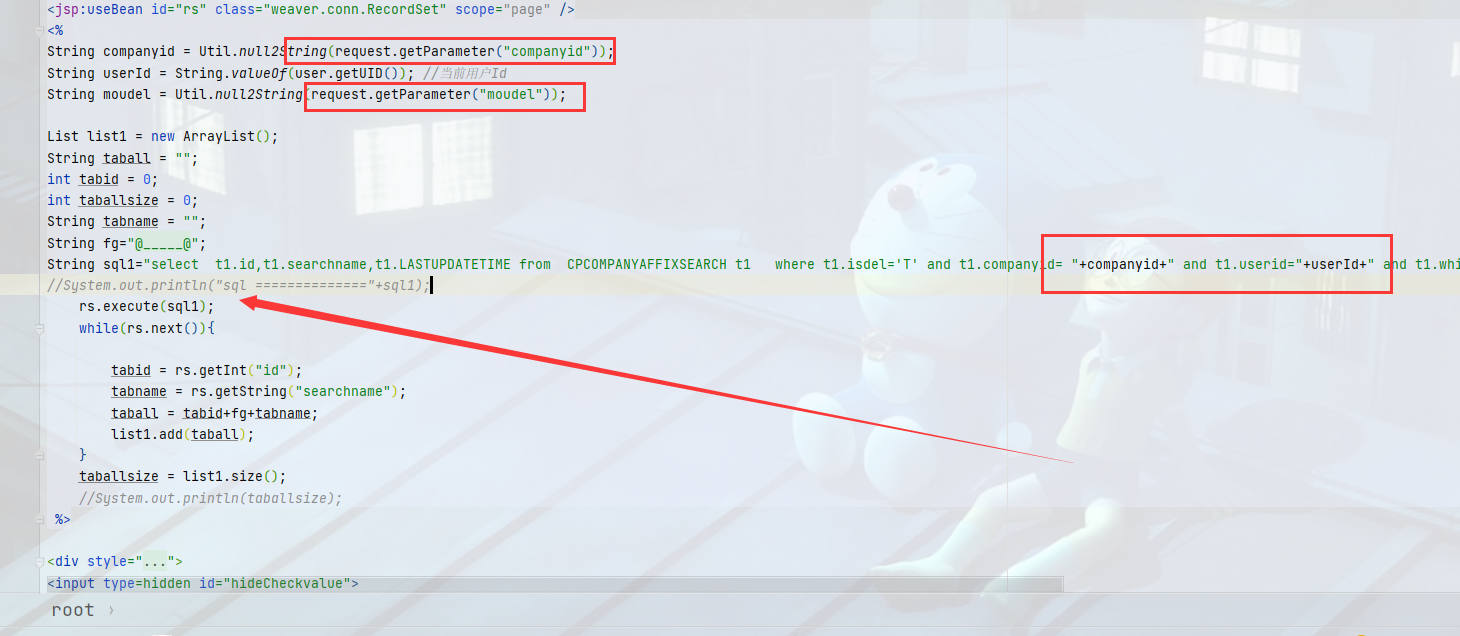 <jsp:useBean id="rs" class="weaver.conn.RecordSet" scope="page" />
<%
String companyid = Util.null2String(request.getParameter("companyid"));
String userId = String.valueOf(user.getUID()); //当前用户Id
String moudel = Util.null2String(request.getParameter("moudel"));
List list1 = new ArrayList();
String taball = "";
int tabid = 0;
int taballsize = 0;
String tabname = "";
String fg="@_____@";
String sql1="select  t1.id,t1.searchname,t1.LASTUPDATETIME from  CPCOMPANYAFFIXSEARCH t1   where t1.isdel='T' and t1.companyid= "+companyid+" and t1.userid="+userId+" and t1.whi
//System.out.println("sql =============="+sql1);
rs.execute(sql1);
while(rs.next()){
tabid = rs.getInt("id");
tabname = rs.getString("searchname");
taball = tabid+fg+tabname;
list1.add(taball);
}
taballsize = list1.size();
//System.out.println(taballsize);
%>
<div style="...">
<input type=hidden id="hideCheckvalue">
root ›